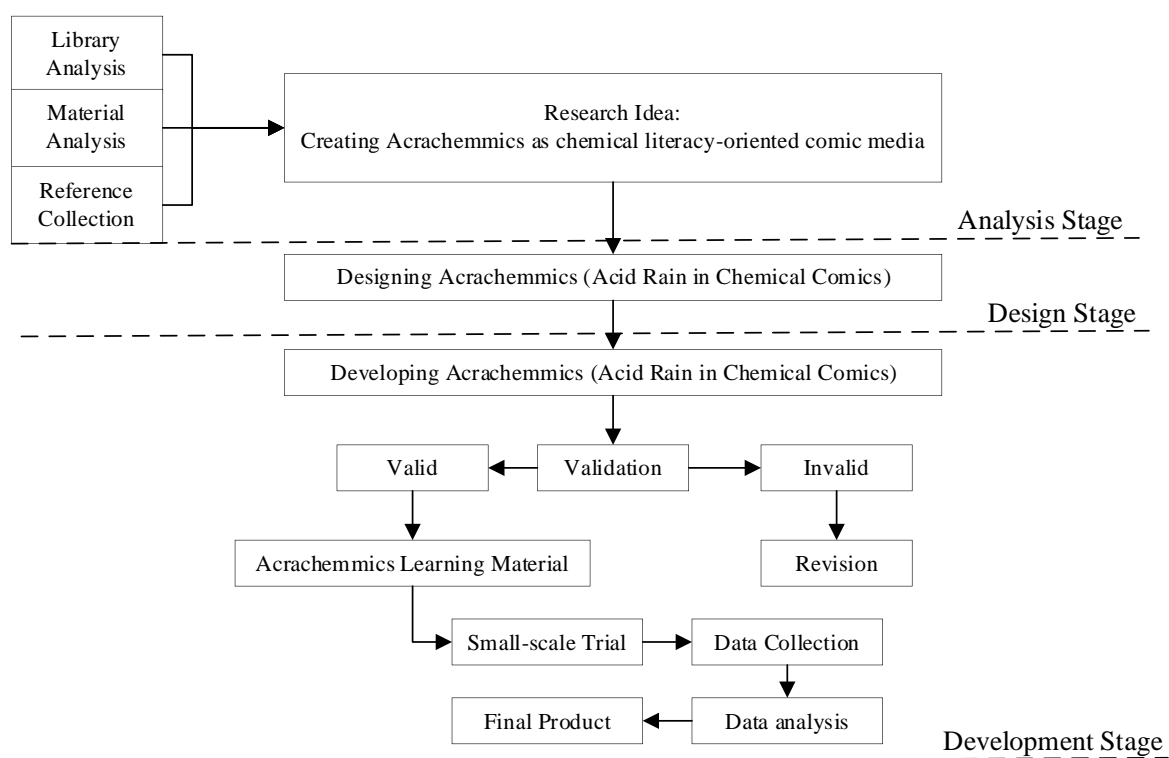 Library
Analysis
Material
Analysis
Reference
Collection
Research Idea:
Creating Acrachemmics as chemical literacy-oriented comic media
Analysis Stage
Designing Acrachemmics (Acid Rain in Chemical Comics)
Design Stage
Developing Acrachemmics (Acid Rain in Chemical Comics)
Valid
Validation
Invalid
Acrachemmics Learning Material
Revision
Small-scale Trial
Data Collection
Final Product
Data analysis
Development Stage